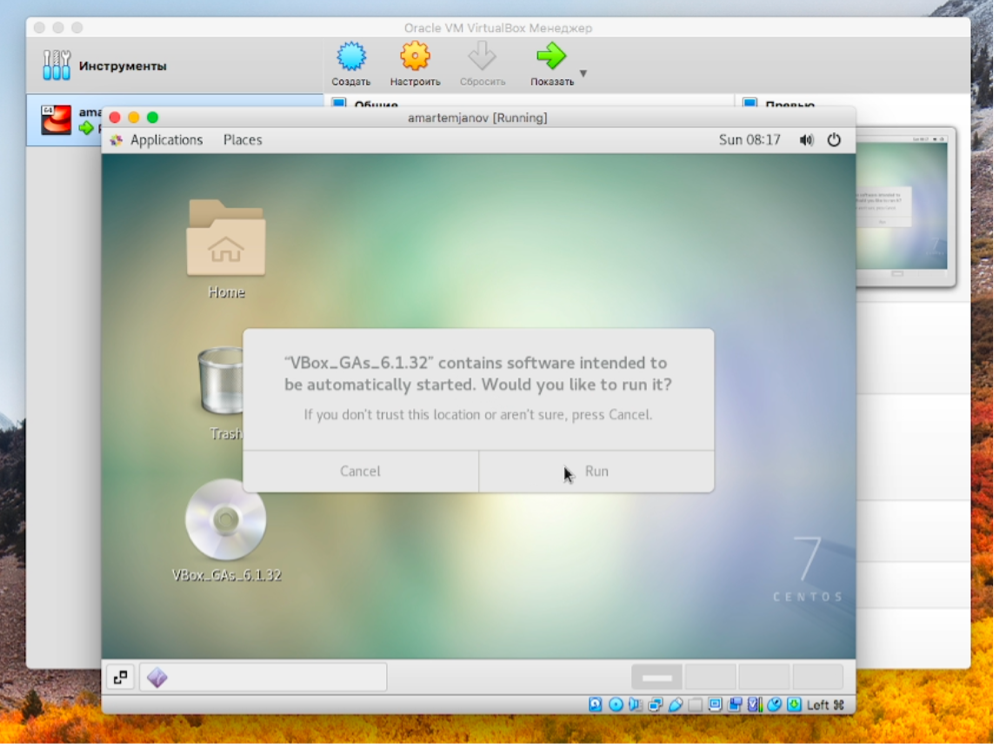 Oracle VM VirtualBox Менеджер
Инструменты
Создать
Настроить
Сбросить
Показать
64
ama
Общие
Превью
amartemjanov [Running]
Applications Places
Sun 08:17
Home
Trash
VBox_GAs_6.1.32
"VBox_GAs_6.1.32" contains software intended to
be automatically started. Would you like to run it?
If you don't trust this location or aren't sure, press Cancel.
Cancel
Run
7
CENTOS
Left ⌘